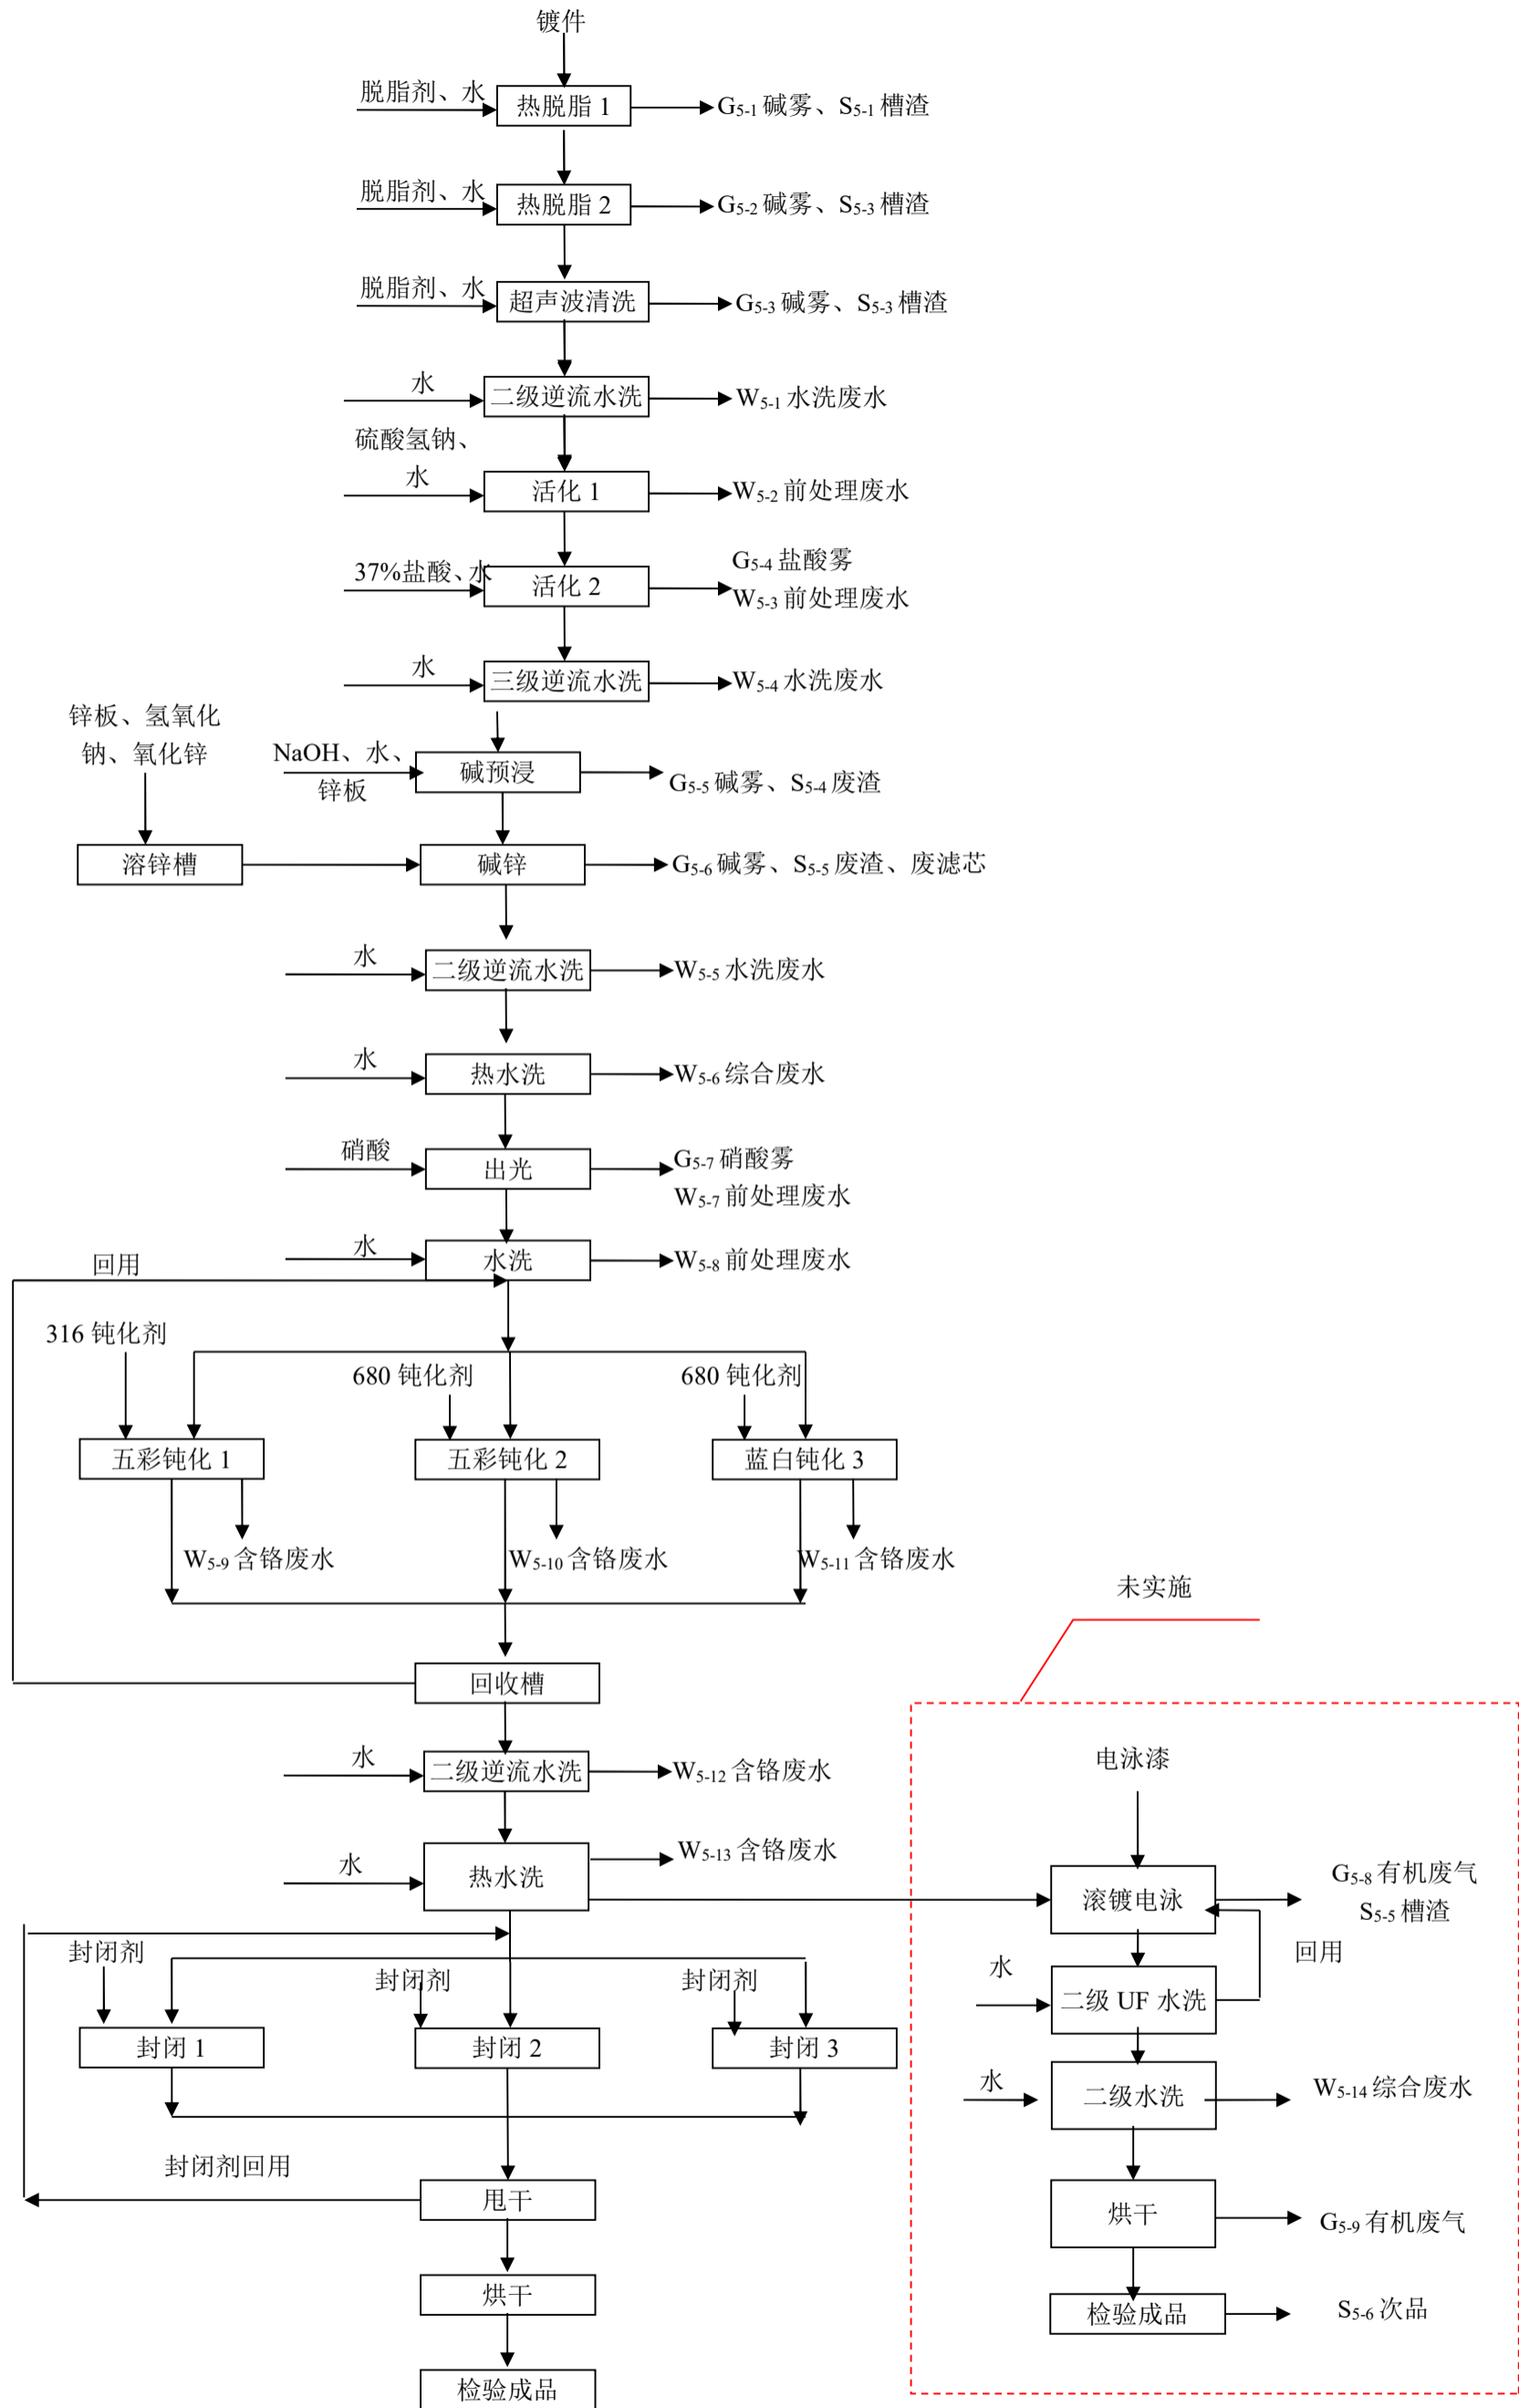 镀件
脱脂剂、水
热脱脂 1
G5-1 碱雾、S5-1 槽渣
脱脂剂、水
热脱脂 2
G5-2 碱雾、S5-3 槽渣
脱脂剂、水
超声波清洗
G5-3 碱雾、S5-3 槽渣
水
二级逆流水洗
W5-1 水洗废水
硫酸氢钠、
水
活化 1
W5-2 前处理废水
37%盐酸、水
活化 2
G5-4 盐酸雾
W5-3 前处理废水
水
三级逆流水洗
W5-4 水洗废水
锌板、氢氧化
钠、氧化锌
NaOH、水、
锌板
碱预浸
G5-5 碱雾、S5-4 废渣
溶锌槽
碱锌
G5-6 碱雾、S5-5 废渣、废滤芯
水
二级逆流水洗
W5-5 水洗废水
水
热水洗
W5-6 综合废水
硝酸
出光
G5-7 硝酸雾
W5-7 前处理废水
水
水洗
W5-8 前处理废水
回用
316 钝化剂
680 钝化剂
680 钝化剂
五彩钝化 1
五彩钝化 2
蓝白钝化 3
W5-9 含铬废水
W5-10 含铬废水
W5-11 含铬废水
未实施
回收槽
水
二级逆流水洗
W5-12 含铬废水
电泳漆
水
热水洗
W5-13 含铬废水
滚镀电泳
G5-8 有机废气
S5-5 槽渣
回用
封闭剂
封闭剂
封闭剂
水
二级 UF 水洗
封闭 1
封闭 2
封闭 3
水
二级水洗
W5-14 综合废水
封闭剂回用
甩干
烘干
G5-9 有机废气
烘干
检验成品
S5-6 次品
检验成品